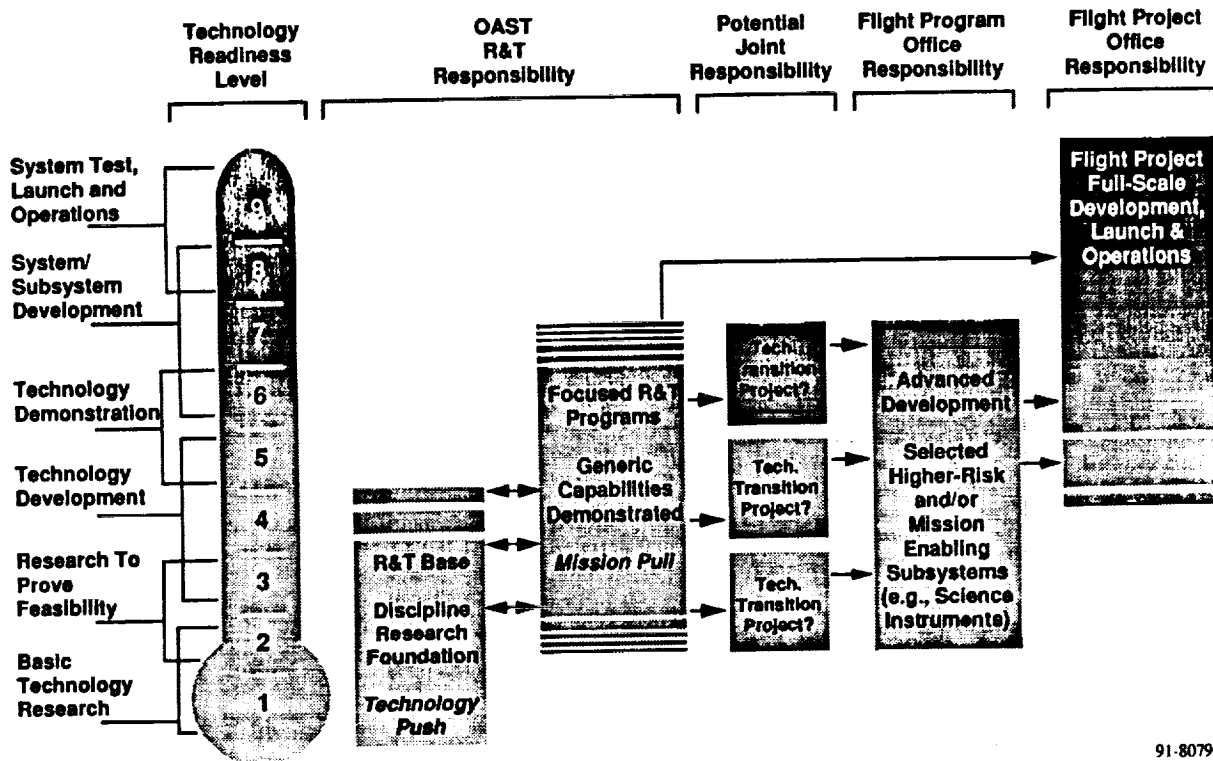 Technology
Readiness
Level
OAST
R&T
Responsibility
Potential
Joint
Responsibility
Flight Program
Office
Responsibility
Flight Project
Office
Responsibility
System Test,
Launch and
Operations
System/
Subsystem
Development
Technology
Demonstration
Technology
Development
Research To
Prove
Feasibility
Basic
Technology
Research
9
8
7
6
5
4
3
2
1
R&T Base
Discipline
Research
Foundation
Technology
Push
Focused R&T
Programs
Generic
Capabilities
Demonstrated
Mission Pull
Tech.
Transition
Project?
Tech.
Transition
Project?
Tech.
Transition
Project?
Advanced
Development
Selected
Higher-Risk
and/or
Mission
Enabling
Subsystems
(e.g., Science
Instruments)
Flight Project
Full-Scale
Development,
Launch &
Operations
91-8079